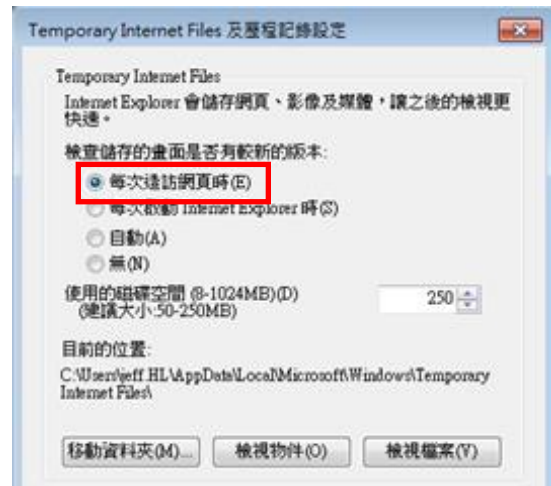 Temporary Internet Files 及歷程記錄設定
Temporary Internet Files
Internet Explorer 會儲存網頁、影像及媒體，讓之後的檢視更
快速。
檢查儲存的畫面是否有較新的版本:
每次造訪網頁時(E)
每次啟動 Internet Explorer 時(S)
自動(A)
無(N)
使用的磁碟空間 (8-1024MB)(D)
(建議大小:50-250MB)
250
目前的位置:
C:\Users\jeff.HL\AppData\Local\Microsoft\Windows\Temporary
Internet Files\
移動資料夾(M)... 檢視物件(O) 檢視檔案(V)